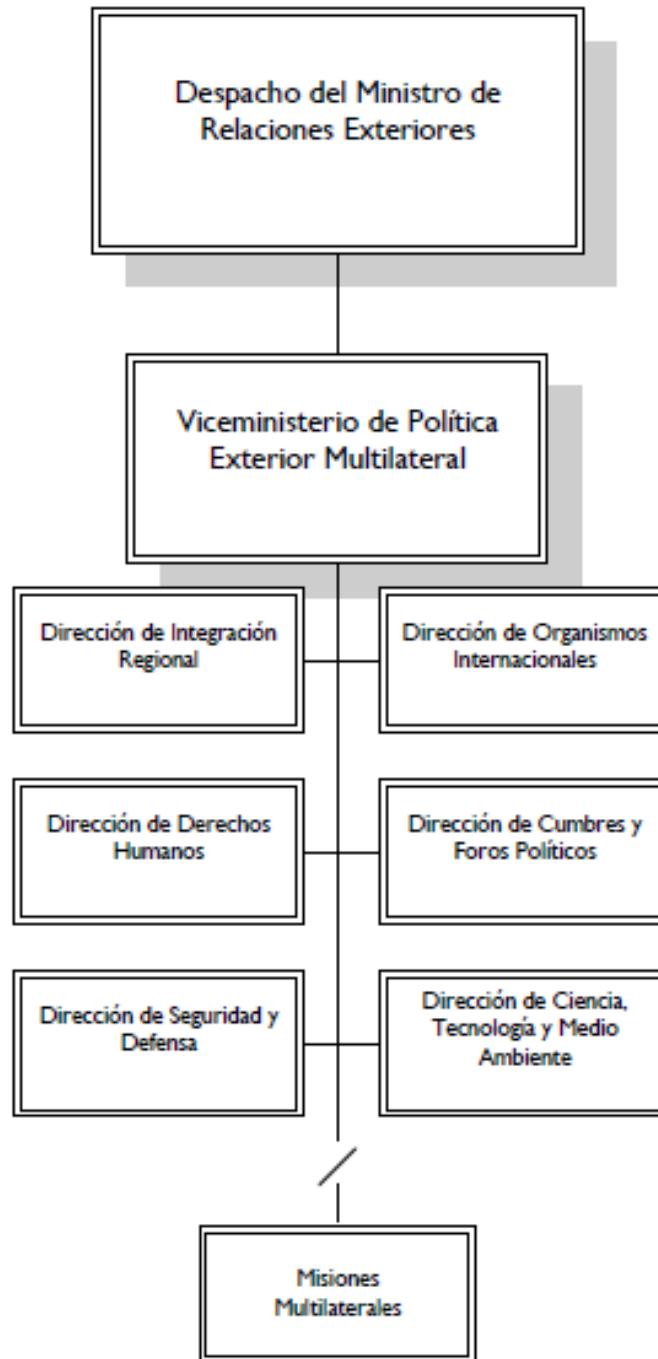 Despacho del Ministro de
Relaciones Exteriores
Viceministerio de Política
Exterior Multilateral
Dirección de Integración
Regional
Dirección de Organismos
Internacionales
Dirección de Derechos
Humanos
Dirección de Cumbres y
Foros Políticos
Dirección de Seguridad y
Defensa
Dirección de Ciencia,
Tecnología y Medio
Ambiente
Misiones
Multilaterales